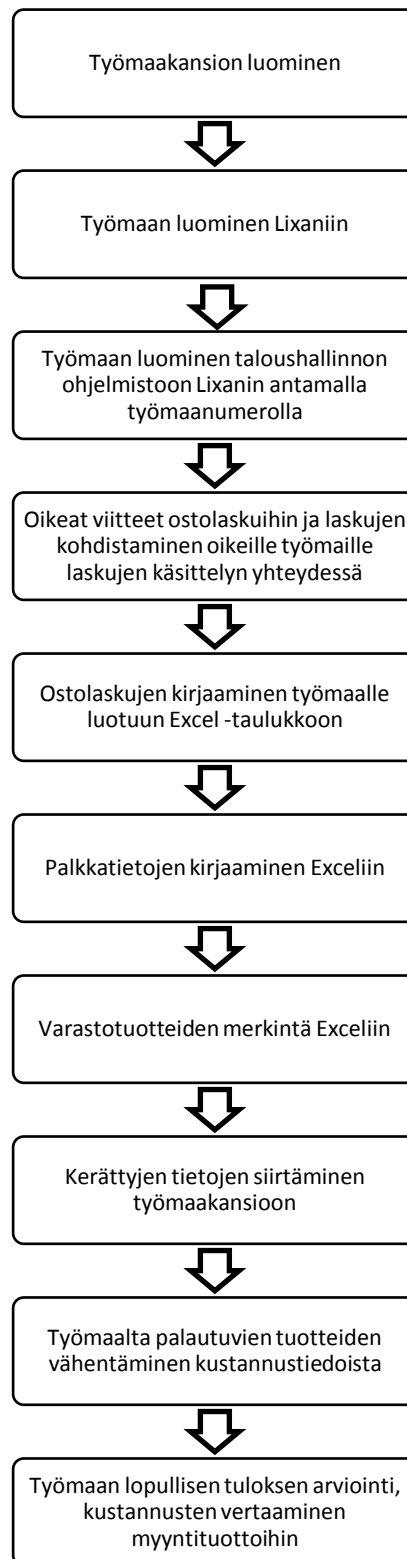 Työmaakansion luominen
Työmaan luominen Lixaniin
Työmaan luominen taloushallinnon
ohjelmistoon Lixanin antamalla
työmaanumerolla
Oikeat viitteet ostolaskuihin ja laskujen
kohdistaminen oikeille työmaille
laskujen käsittelyn yhteydessä
Ostolaskujen kirjaaminen työmaalle
luotuun Excel -taulukkoon
Palkkatietojen kirjaaminen Exceliin
Varastotuotteiden merkintä Exceliin
Kerättyjen tietojen siirtäminen
työmaakansioon
Työmaalta palautuvien tuotteiden
vähentäminen kustannustiedoista
Työmaan lopullisen tuloksen arviointi,
kustannusten vertaaminen
myyntituottoihin